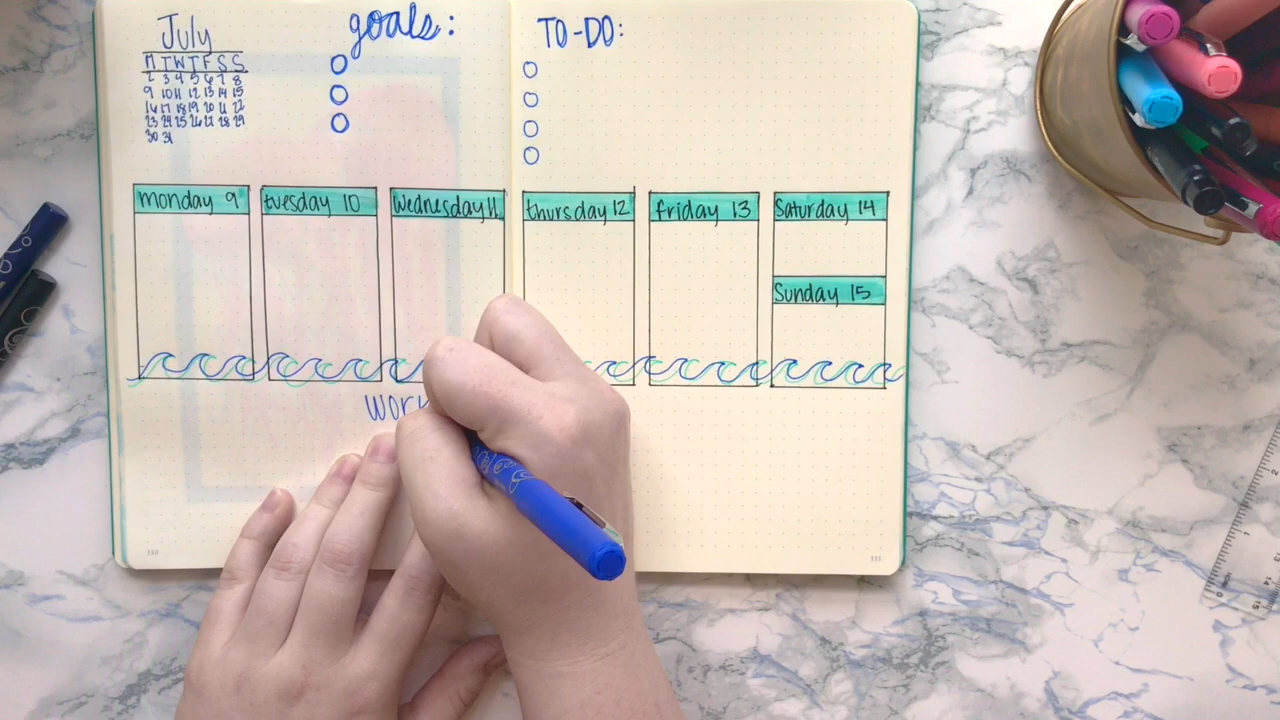 July
M T W T F S S
2 3 4 5 6 7 8
9 10 11 12 13 14 15
16 17 18 19 20 21 22
23 24 25 26 27 28 29
30 31
goals:
TO-DO:
monday 9
tuesday 10
Wednesday 11
thursday 12
friday 13
Saturday 14
Sunday 15
Work
110
111